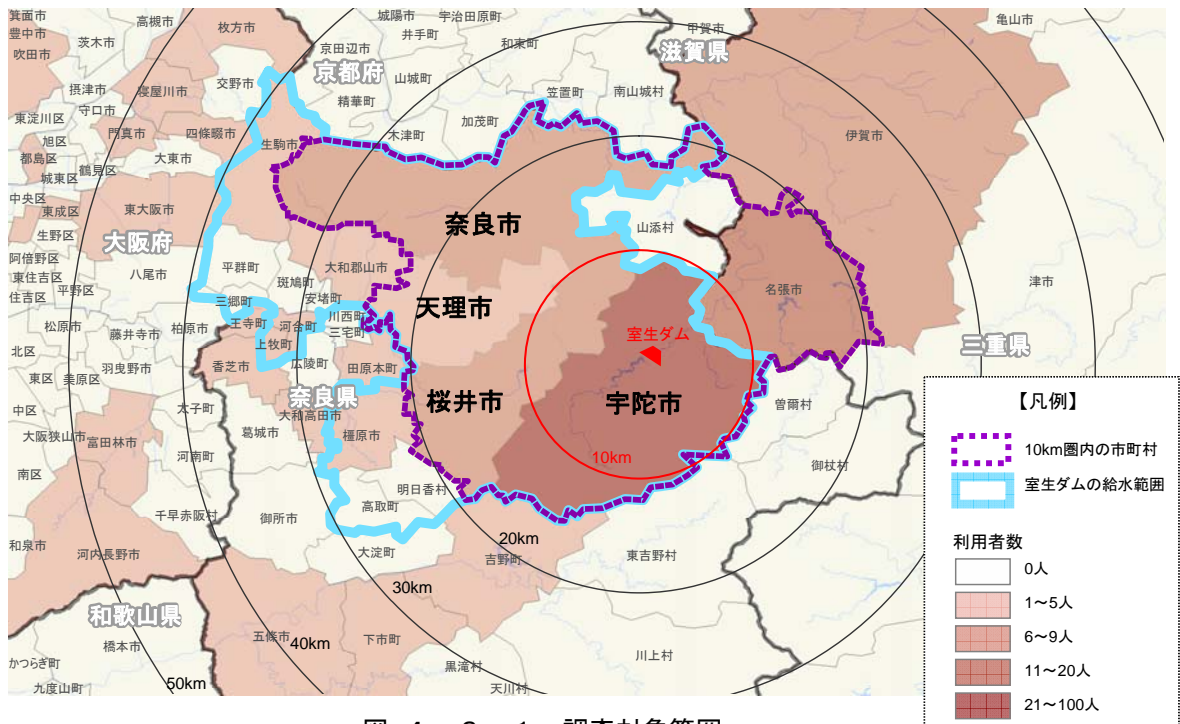 箕面市
豊中市
吹田市
高槻市
茨木市
枚方市
城陽市
宇治田原町
井手町
京田辺市
和束町
甲賀市
滋賀県
亀山市
京都府
摂津市
守口市
寝屋川市
交野市
山城町
精華町
笠置町
南山城村
加茂町
木津町
伊賀市
東淀川区
旭区
門真市
四條畷市
生駒市
都島区
鶴見区
大東市
城東区
中央区
東成区
東大阪市
生野区
大阪府
奈良市
山添村
阿倍野区
東住吉区
平野区
住吉区
八尾市
平群町
大和郡山市
斑鳩町
安堵町
三郷町
川西町
三宅町
王寺町
河合町
上牧町
天理市
名張市
津市
三重県
室生ダム
松原市
藤井寺市
柏原市
北区
東区
美原区
羽曳野市
香芝市
広陵町
田原本町
奈良県
桜井市
宇陀市
曽爾村
中区
太子町
大和高田市
大阪狭山市
富田林市
葛城市
橿原市
河南町
南区
10km
御杖村
明日香村
高取町
千早赤阪村
御所市
大淀町
20km
吉野町
東吉野村
和泉市
河内長野市
30km
和歌山県
橋本市
五條市
40km
下市町
黒滝村
川上村
かつらぎ町
九度山町
50km
天川村
【凡例】
10km圏内の市町村
室生ダムの給水範囲
利用者数
0人
1～5人
6～9人
11～20人
21～100人